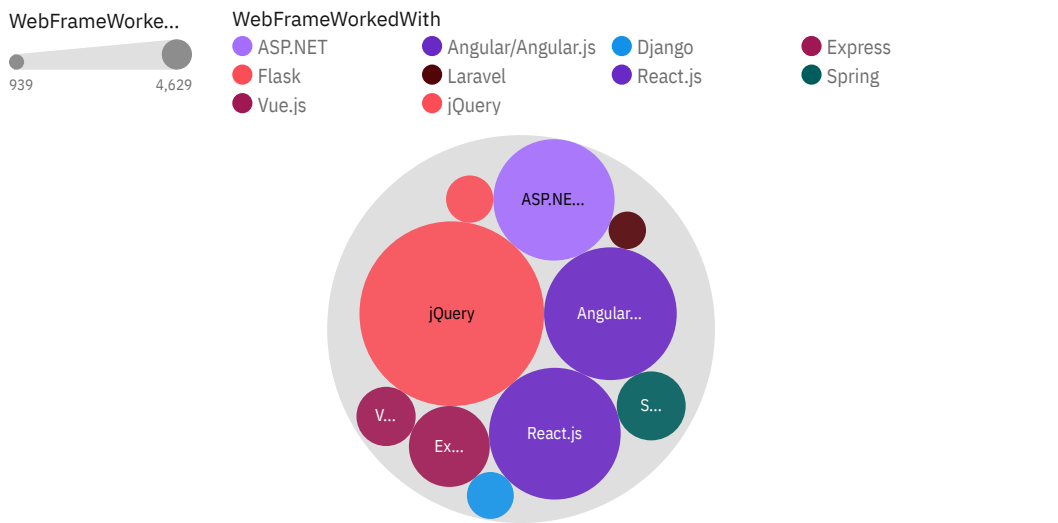 WebFrameWorke...
939
4,629
WebFrameWorkedWith
ASP.NET
Angular/Angular.js
Django
Express
Flask
Laravel
React.js
Spring
Vue.js
jQuery
ASP.NE...
jQuery
Angular...
V...
Ex...
React.js
S...